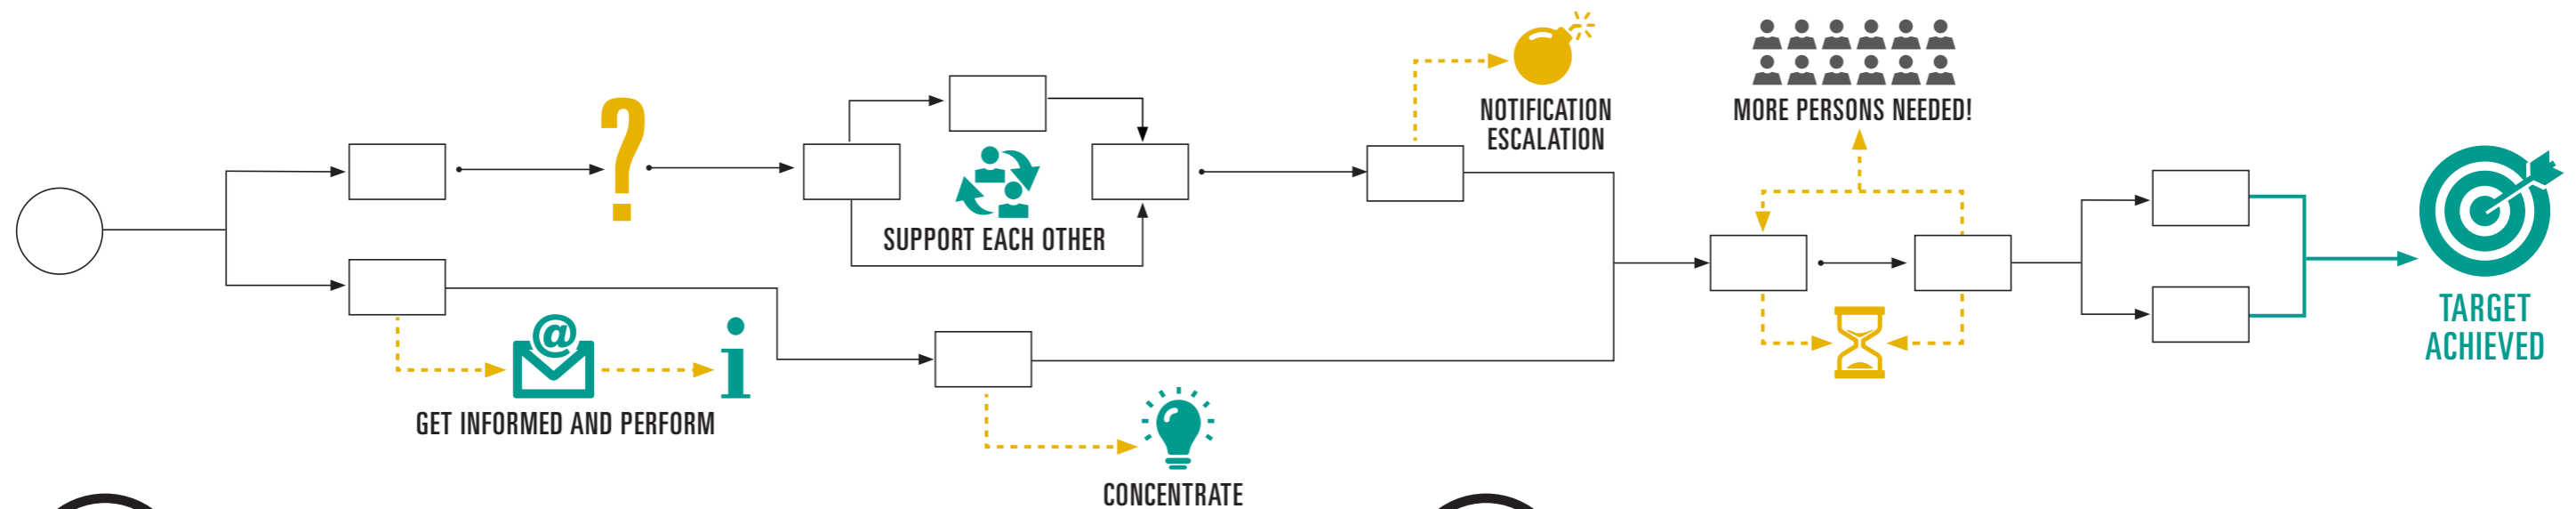 ?
NOTIFICATION
ESCALATION
MORE PERSONS NEEDED!
SUPPORT EACH OTHER
@
i
GET INFORMED AND PERFORM
CONCENTRATE
TARGET
ACHIEVED